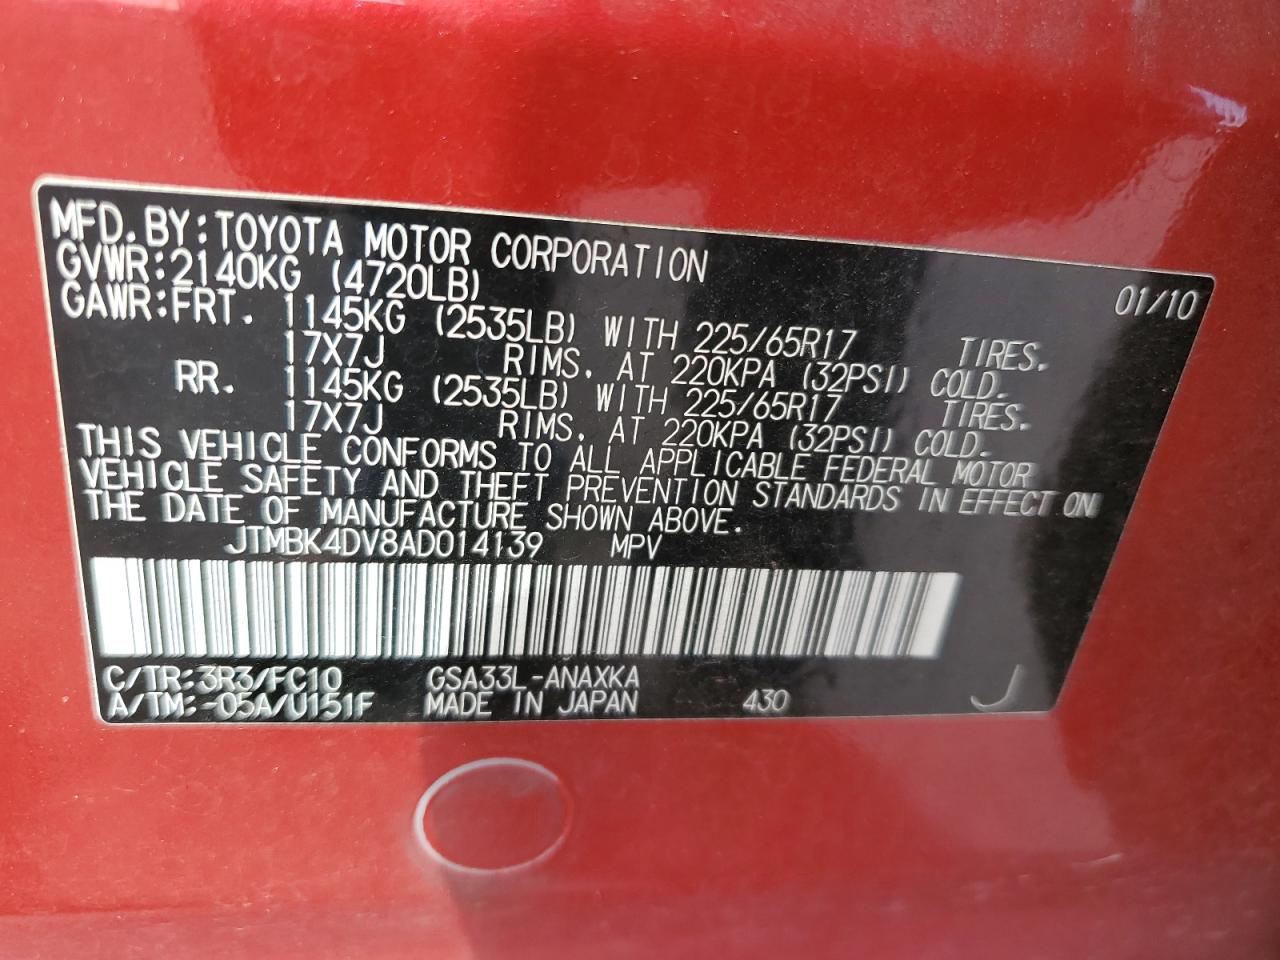 MFD. BY: TOYOTA MOTOR CORPORATION 01/10
GVWR: 2140KG (4720LB)
GAWR: FRT. 1145KG (2535LB) WITH 225/65R17 TIRES.
17X7J RIMS, AT 220KPA (32PSI) COLD.
RR. 1145KG (2535LB) WITH 225/65R17 TIRES.
17X7J RIMS, AT 220KPA (32PSI) COLD.
THIS VEHICLE CONFORMS TO ALL APPLICABLE FEDERAL MOTOR
VEHICLE SAFETY AND THEFT PREVENTION STANDARDS IN EFFECT ON
THE DATE OF MANUFACTURE SHOWN ABOVE.
JTMBK4DV8AD014139 MPV
C/TR: 3R3/FC10 GSA33L-ANAXKA
A/TM: -05A/U151F MADE IN JAPAN 430 J